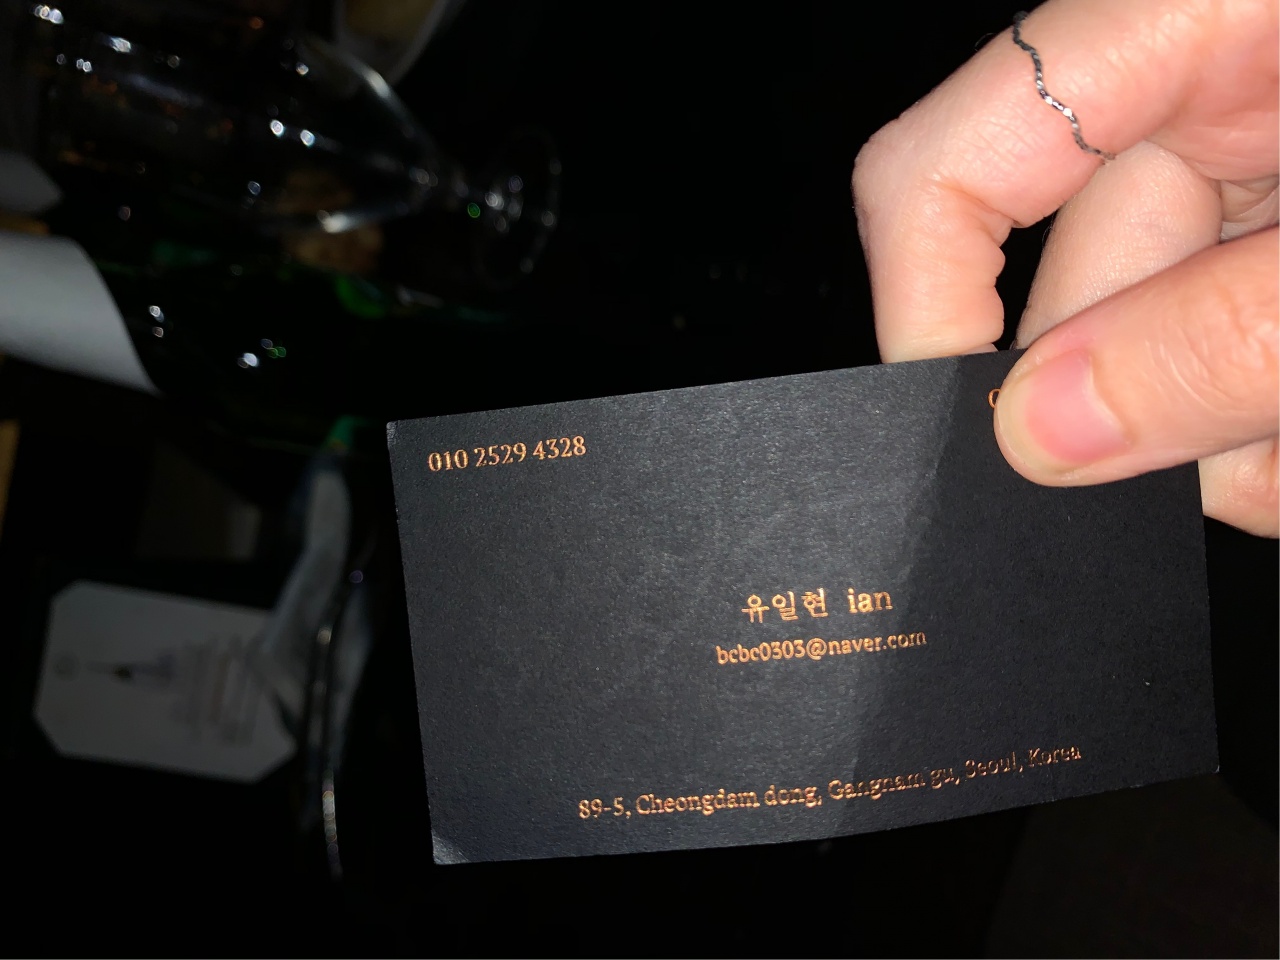 010 2529 4328
유일현 ian
bcbc0303@naver.com
89-5, Cheongdam dong, Gangnam gu, Seoul, Korea